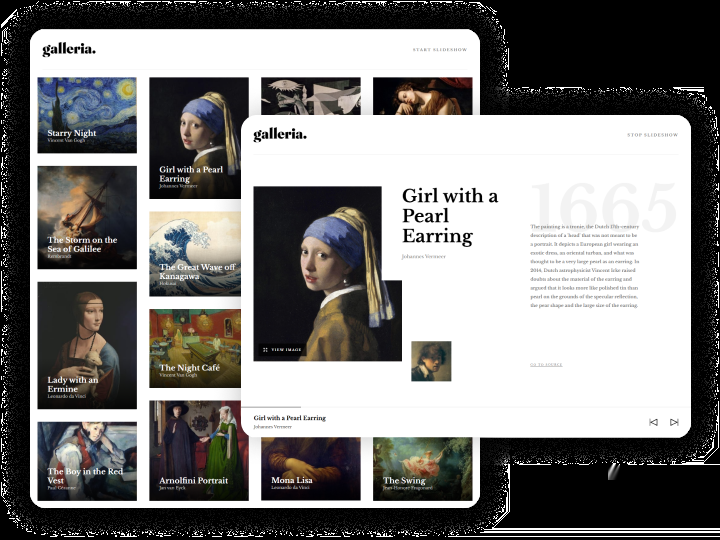 galleria.
START SLIDESHOW
Starry Night
Vincent Van Gogh
Girl with a Pearl
Earring
Johannes Vermeer
The Storm on the
Sea of Galilee
Rembrandt
The Great Wave off
Kanagawa
Hokusai
Lady with an
Ermine
Leonardo da Vinci
The Night Café
Vincent Van Gogh
The Boy in the Red
Vest
Paul Cézanne
Arnolfini Portrait
Jan van Eyck
Mona Lisa
Leonardo da Vinci
The Swing
Jean-Honoré Fragonard
galleria.
STOP SLIDESHOW
Girl with a
Pearl
Earring
Johannes Vermeer
1665
The painting is a tronie, the Dutch 17th-century
description of a 'head' that was not meant to be
a portrait. It depicts a European girl wearing an
exotic dress, an oriental turban, and what was
thought to be a very large pearl as an earring. In
2014, Dutch astrophysicist Vincent Icke raised
doubts about the material of the earring and
argued that it looks more like polished tin than
pearl on the grounds of the specular reflection,
the pear shape and the large size of the earring.
VIEW IMAGE
GO TO SOURCE
Girl with a Pearl Earring
Johannes Vermeer